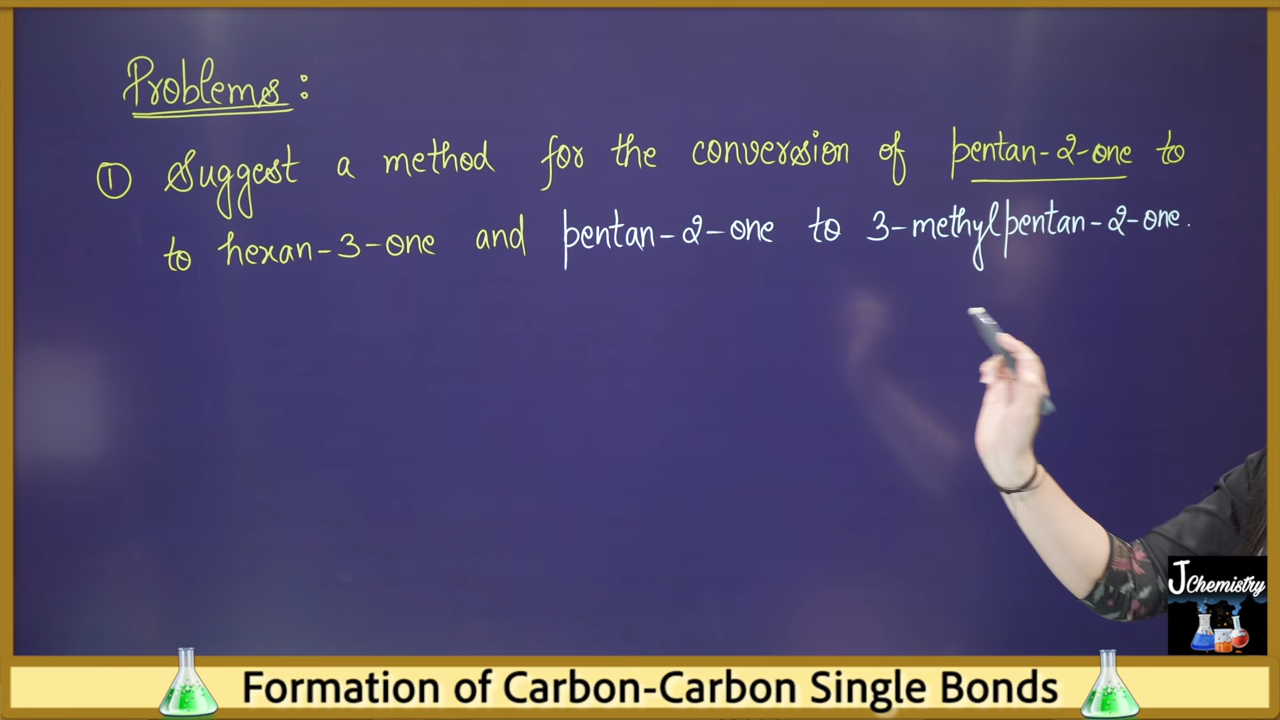 Problems :
① Suggest a method for the conversion of pentan-2-one to
to hexan-3-one and pentan-2-one to 3-methylpentan-2-one.
J Chemistry
Formation of Carbon-Carbon Single Bonds